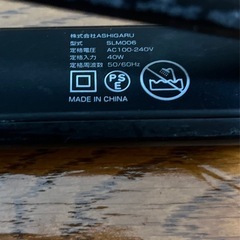 株式会社ASHIGARU
型式 SLM006
定格電圧 AC100-240V
定格入力 40W
定格周波数 50/60Hz
PS
E
MADE IN CHINA